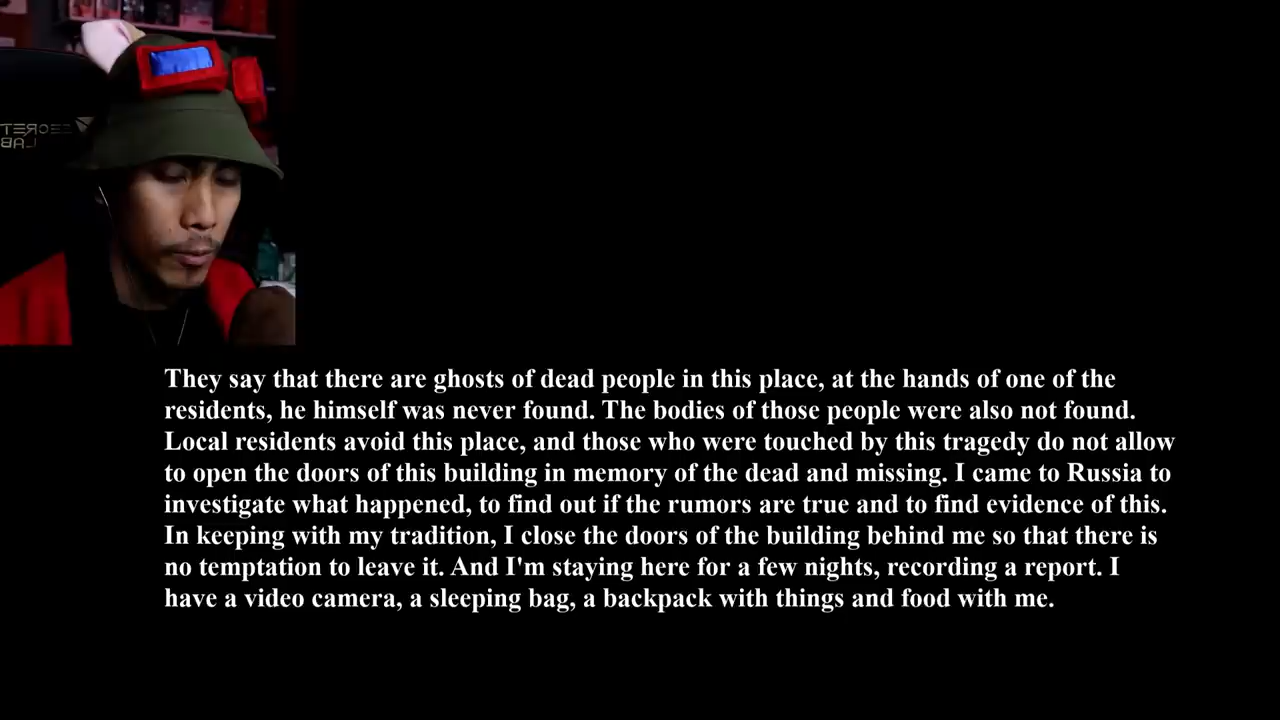 SECRET
LAB
They say that there are ghosts of dead people in this place, at the hands of one of the
residents, he himself was never found. The bodies of those people were also not found.
Local residents avoid this place, and those who were touched by this tragedy do not allow
to open the doors of this building in memory of the dead and missing. I came to Russia to
investigate what happened, to find out if the rumors are true and to find evidence of this.
In keeping with my tradition, I close the doors of the building behind me so that there is
no temptation to leave it. And I'm staying here for a few nights, recording a report. I
have a video camera, a sleeping bag, a backpack with things and food with me.